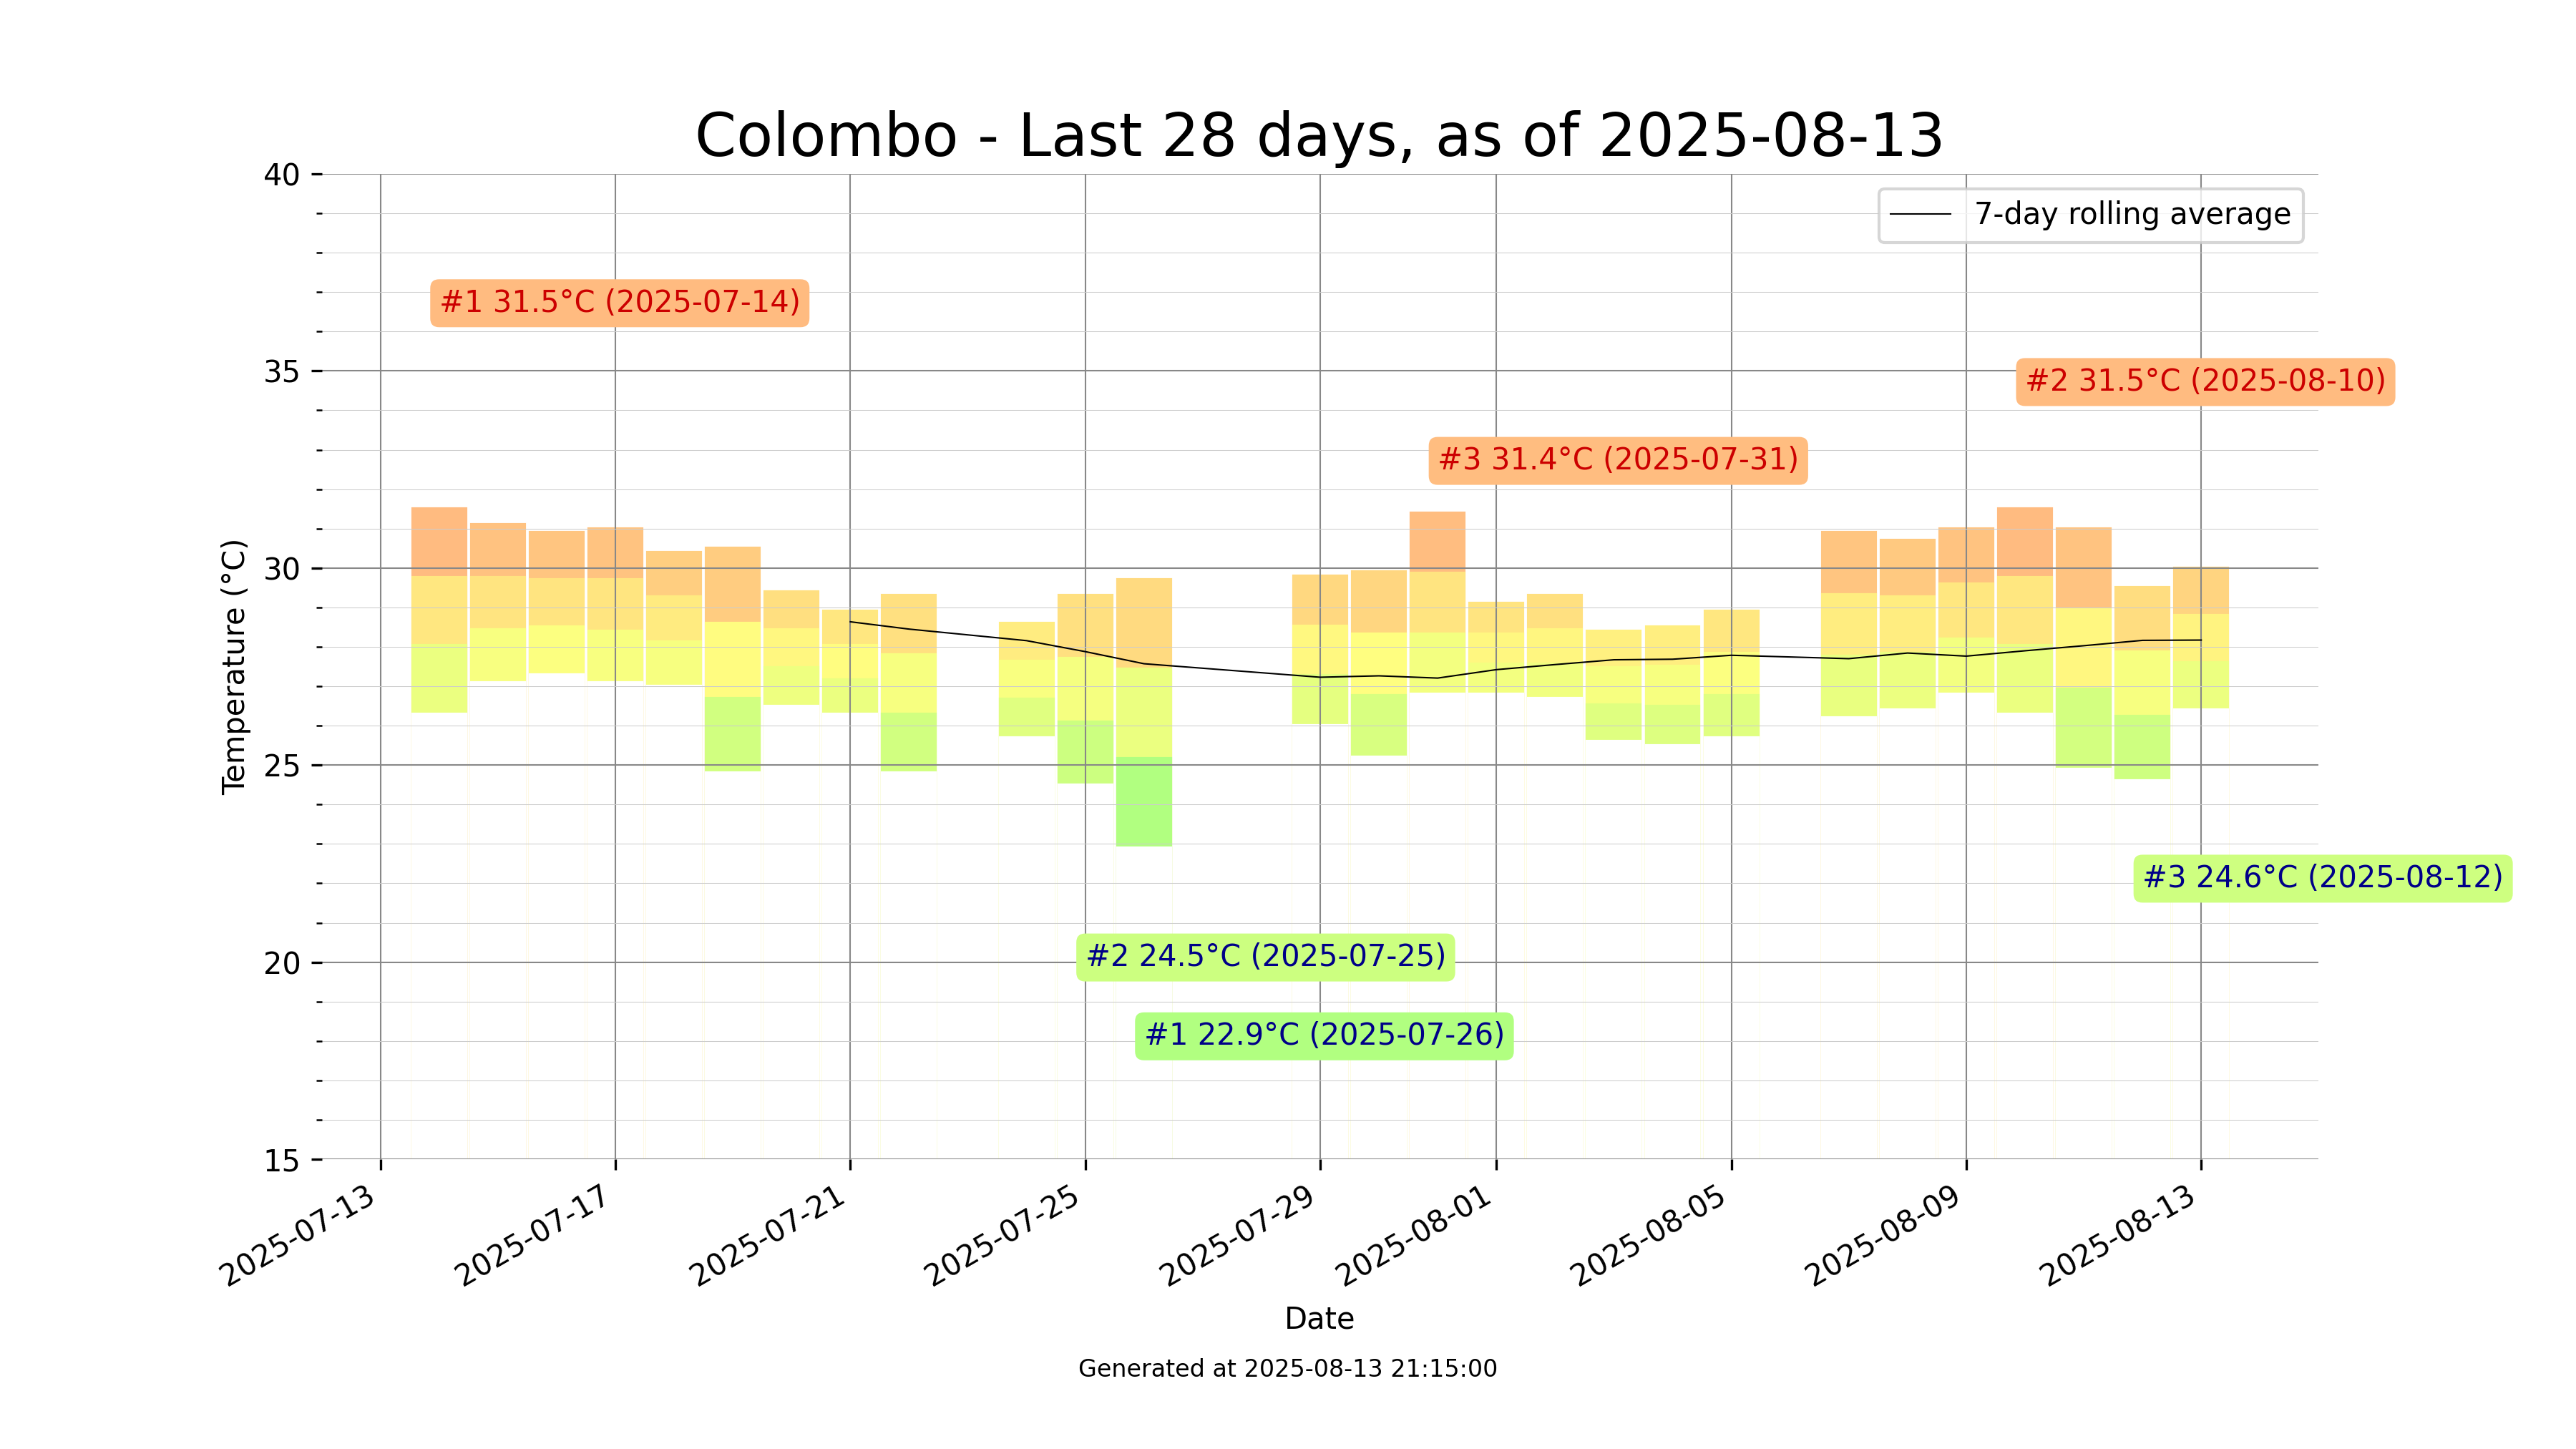 Colombo - Last 28 days, as of 2025-08-13
7-day rolling average
#1 31.5°C (2025-07-14)
#2 31.5°C (2025-08-10)
#3 31.4°C (2025-07-31)
#3 24.6°C (2025-08-12)
#2 24.5°C (2025-07-25)
#1 22.9°C (2025-07-26)
Temperature (°C)
40
35
30
25
20
15
2025-07-13
2025-07-17
2025-07-21
2025-07-25
2025-07-29
2025-08-01
2025-08-05
2025-08-09
2025-08-13
Date
Generated at 2025-08-13 21:15:00